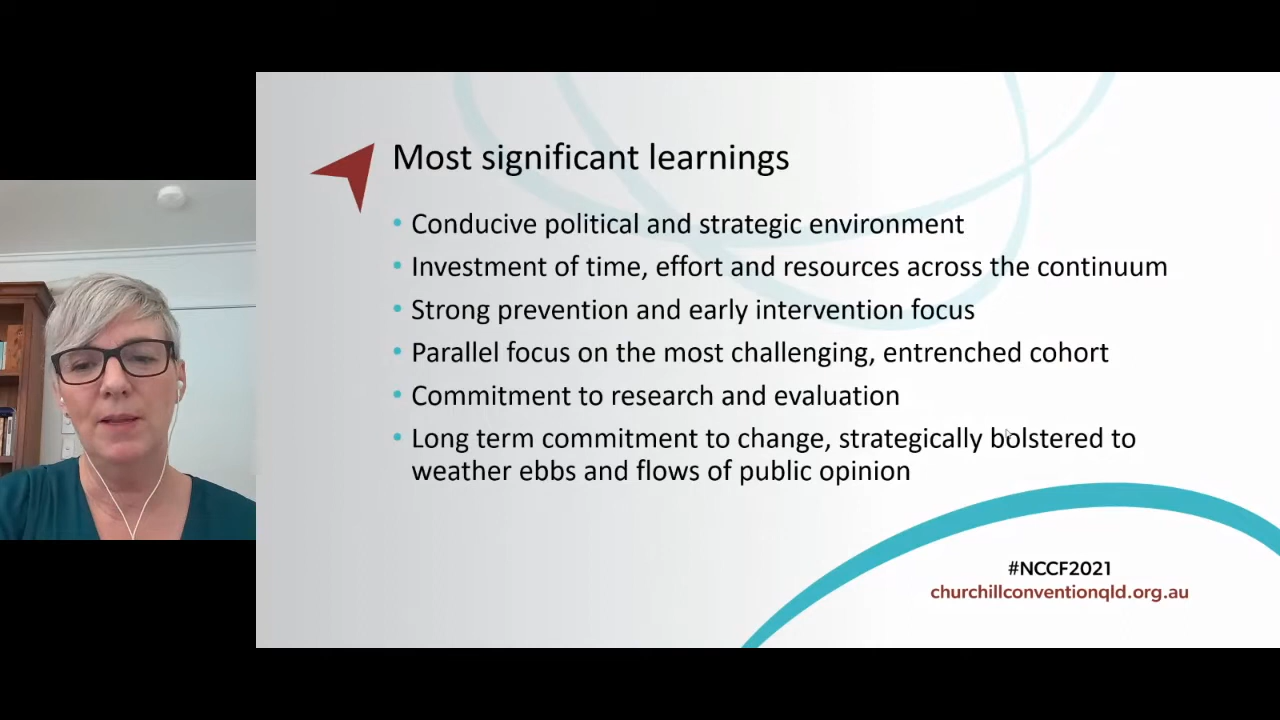 Most significant learnings
• Conducive political and strategic environment
• Investment of time, effort and resources across the continuum
• Strong prevention and early intervention focus
• Parallel focus on the most challenging, entrenched cohort
• Commitment to research and evaluation
• Long term commitment to change, strategically bolstered to
weather ebbs and flows of public opinion
#NCCF2021
churchillconventionqld.org.au